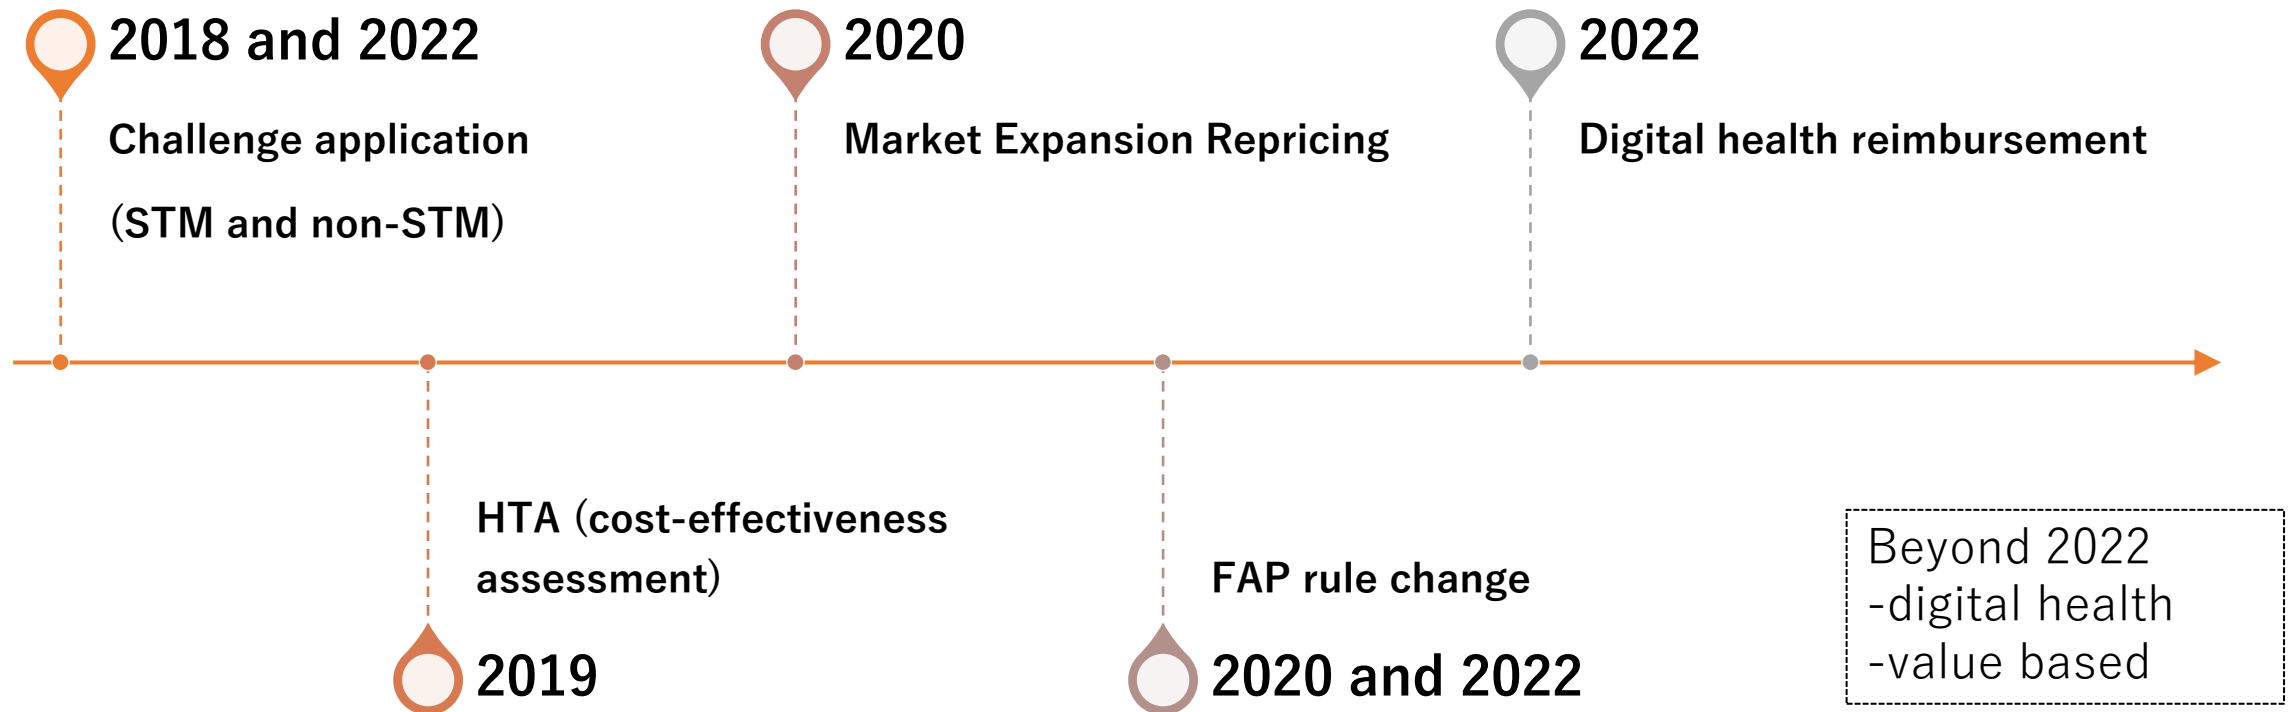 2018 and 2022
Challenge application
(STM and non-STM)
2020
Market Expansion Repricing
2022
Digital health reimbursement
HTA (cost-effectiveness
assessment)
2019
FAP rule change
2020 and 2022
Beyond 2022
-digital health
-value based